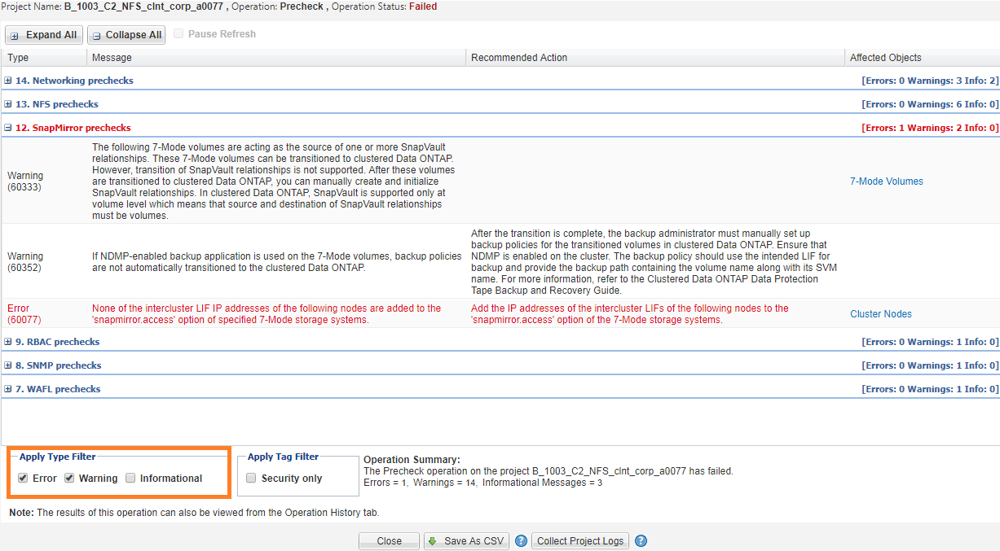 Project Name: B_1003_C2_NFS_clnt_corp_a0077 , Operation: Precheck , Operation Status: Failed
Expand All Collapse All Pause Refresh
Type Message Recommended Action Affected Objects
14. Networking prechecks [Errors: 0 Warnings: 3 Info: 2]
13. NFS prechecks [Errors: 0 Warnings: 6 Info: 0]
12. SnapMirror prechecks [Errors: 1 Warnings: 2 Info: 0]
Warning
(60333)
The following 7-Mode volumes are acting as the source of one or more SnapVault
relationships. These 7-Mode volumes can be transitioned to clustered Data ONTAP.
However, transition of SnapVault relationships is not supported. After these volumes
are transitioned to clustered Data ONTAP, you can manually create and initialize
SnapVault relationships. In clustered Data ONTAP, SnapVault is supported only at
volume level which means that source and destination of SnapVault relationships
must be volumes.
7-Mode Volumes
Warning
(60352)
If NDMP-enabled backup application is used on the 7-Mode volumes, backup policies
are not automatically transitioned to the clustered Data ONTAP.
After the transition is complete, the backup administrator must manually set up
backup policies for the transitioned volumes in clustered Data ONTAP. Ensure that
NDMP is enabled on the cluster. The backup policy should use the intended LIF for
backup and provide the backup path containing the volume name along with its SVM
name. For more information, refer to the Clustered Data ONTAP Data Protection
Tape Backup and Recovery Guide.
Error
(60077)
None of the intercluster LIF IP addresses of the following nodes are added to the
'snapmirror.access' option of specified 7-Mode storage systems.
Add the IP addresses of the intercluster LIFs of the following nodes to the
'snapmirror.access' option of the 7-Mode storage systems.
Cluster Nodes
9. RBAC prechecks [Errors: 0 Warnings: 1 Info: 0]
8. SNMP prechecks [Errors: 0 Warnings: 1 Info: 0]
7. WAFL prechecks [Errors: 0 Warnings: 1 Info: 0]
Apply Type Filter
Error Warning Informational
Apply Tag Filter
Security only
Operation Summary:
The Precheck operation on the project B_1003_C2_NFS_clnt_corp_a0077 has failed.
Errors = 1, Warnings = 14, Informational Messages = 3
Note: The results of this operation can also be viewed from the Operation History tab.
Close Save As CSV ? Collect Project Logs ?